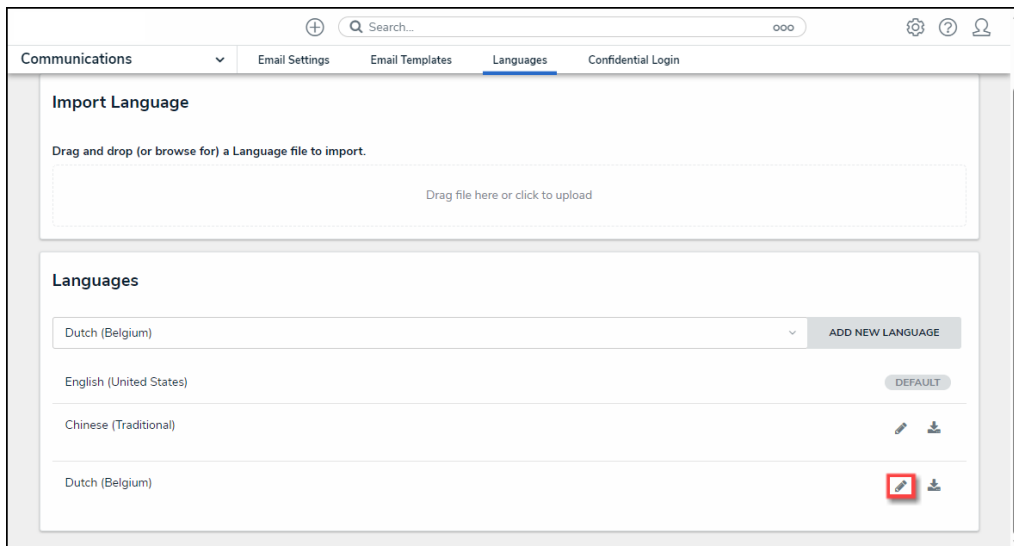 Search...
Communications
Email Settings
Email Templates
Languages
Confidential Login
Import Language
Drag and drop (or browse for) a Language file to import.
Drag file here or click to upload
Languages
Dutch (Belgium)
ADD NEW LANGUAGE
English (United States)
DEFAULT
Chinese (Traditional)
Dutch (Belgium)